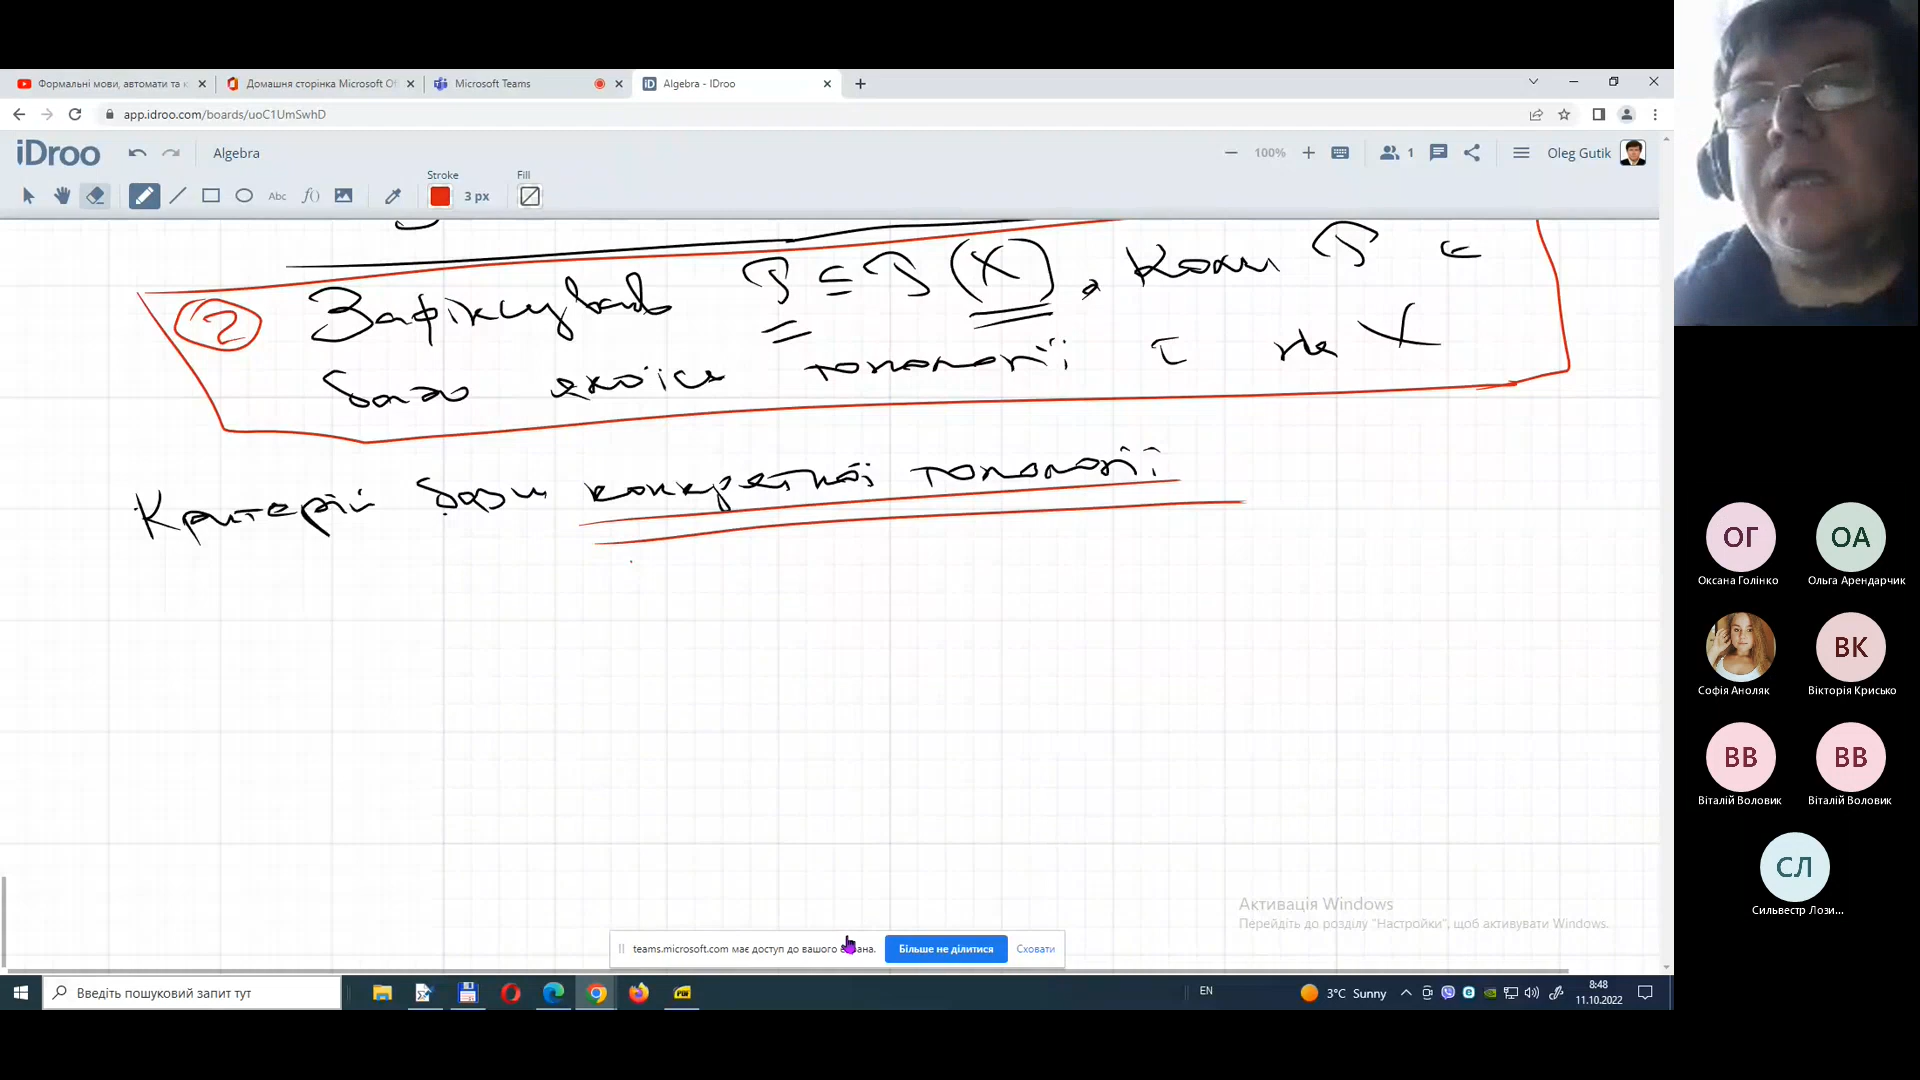 Формальні мови, автомати та к
Домашня сторінка Microsoft Of
Microsoft Teams
Algebra - IDroo
app.idroo.com/boards/uoC1UmSwhD
iDroo
Algebra
100%
1
Oleg Gutik
Stroke
Fill
Abc
f()
3 px
2 Зафіксував ℬ ⊆ 𝒫(X). Коли ℬ є
базою якоїсь топології τ на X
Критерій бази конкретної топології
Активація Windows
Перейдіть до розділу "Настройки", щоб активувати Windows.
teams.microsoft.com має доступ до вашого екрана.
Більше не ділитися
Сховати
Введіть пошуковий запит тут
EN
3°C Sunny
8:48
11.10.2022
ОГ
Оксана Голінко
ОА
Ольга Арендарчик
Софія Аноляк
ВК
Вікторія Крисько
ВВ
Віталій Воловик
ВВ
Віталій Воловик
СЛ
Сильвестр Лози...